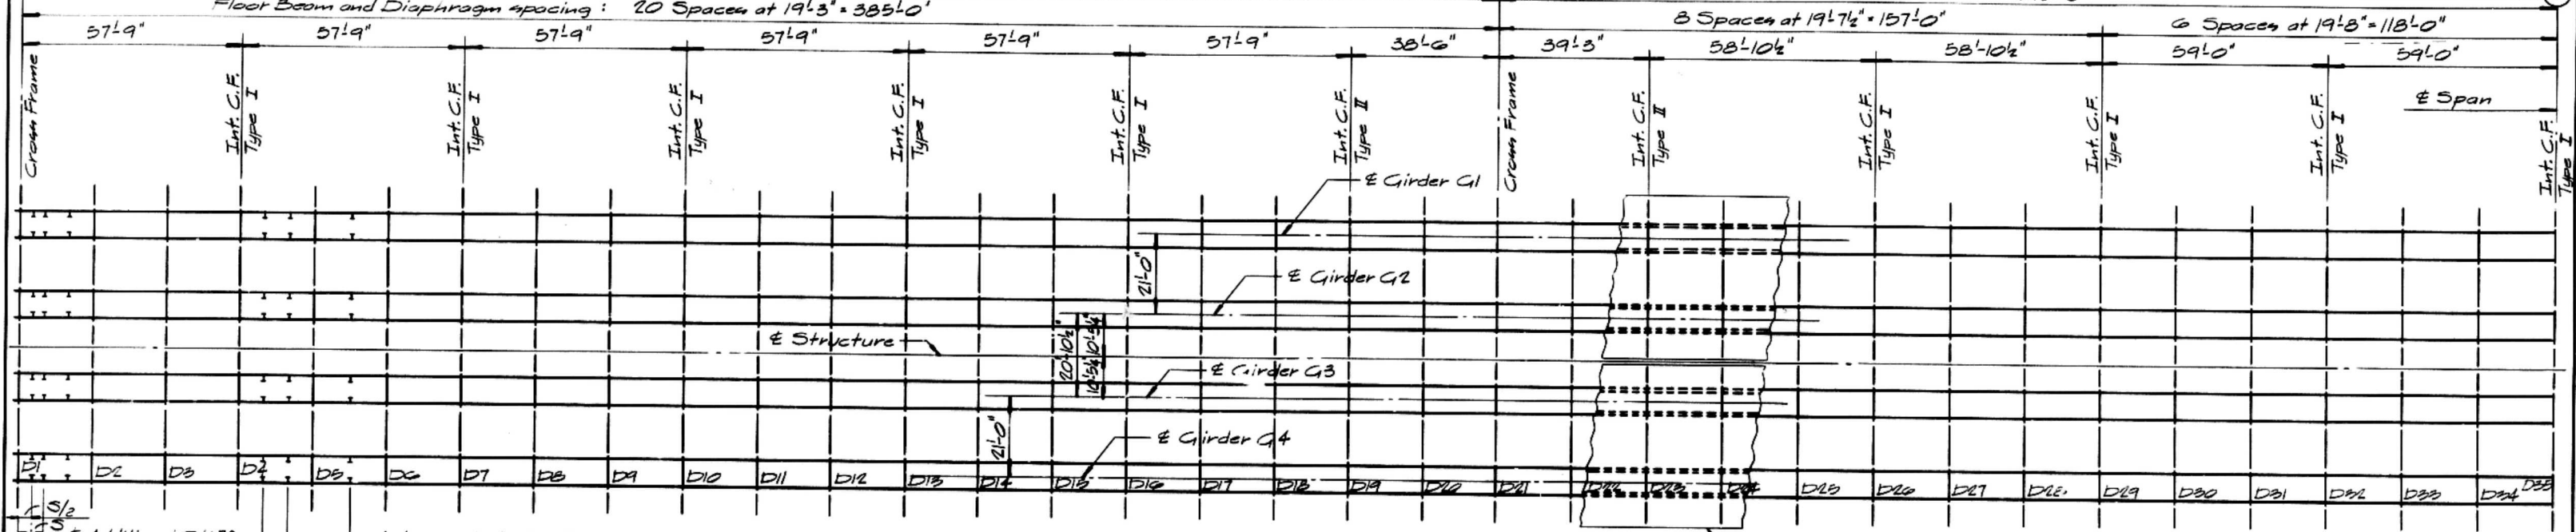 Floor Beam and Diaphragm spacing : 20 Spaces at 19'-3" = 385'-0"
8 Spaces at 19'-7½" = 157'-0"
6 Spaces at 19'-8" = 118'-0"
57'-9" 57'-9" 57'-9" 57'-9" 57'-9" 57'-9" 38'-6" 39'-3" 58'-10½" 58'-10½" 59'-0" 59'-0"
Cross Frame
Int. C.F.
Type I
Int. C.F.
Type I
Int. C.F.
Type I
Int. C.F.
Type I
Int. C.F.
Type I
Int. C.F.
Type II
Cross Frame
Int. C.F.
Type II
Int. C.F.
Type I
Int. C.F.
Type I
Int. C.F.
Type I
Int. C.F.
Type I
℄ Span
℄ Girder G1
21'-0"
℄ Girder G2
℄ Structure
20'-10½"
10'-5¼" 10'-5¼"
℄ Girder G3
21'-0"
℄ Girder G4
D1 D2 D3 D4 D5 D6 D7 D8 D9 D10 D11 D12 D13 D14 D15 D16 D17 D18 D19 D20 D21 D22 D23 D24 D25 D26 D27 D28 D29 D30 D31 D32 D33 D34 D35
S/2
S